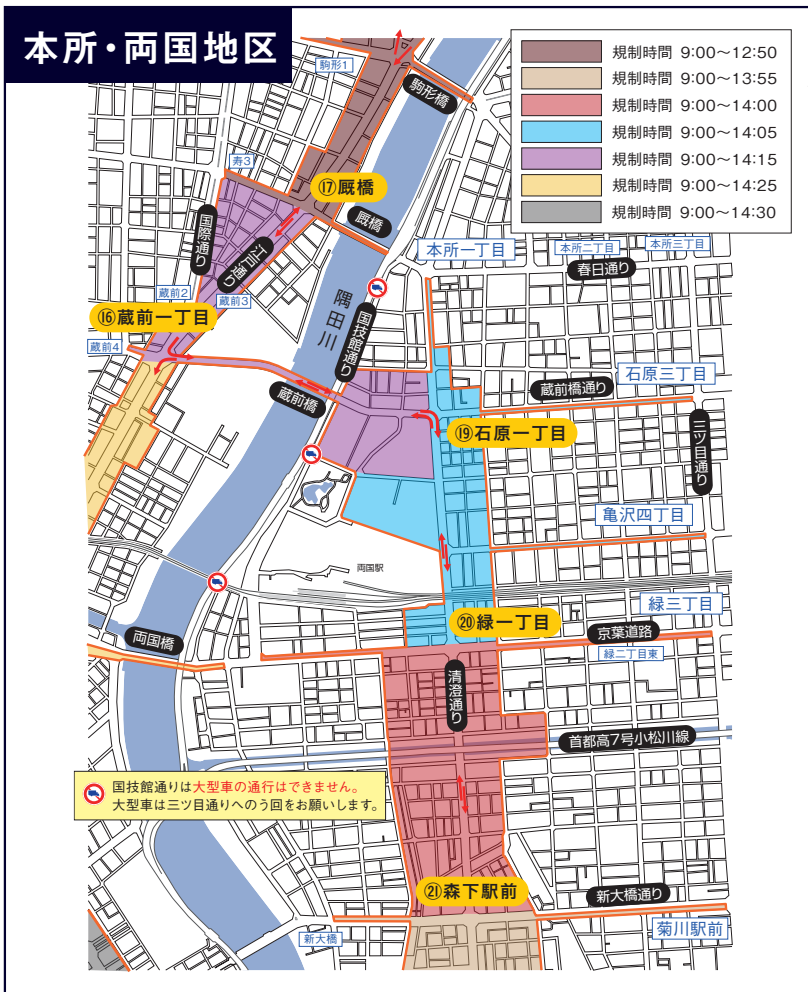 本所・両国地区
規制時間 9:00～12:50
規制時間 9:00～13:55
規制時間 9:00～14:00
規制時間 9:00～14:05
規制時間 9:00～14:15
規制時間 9:00～14:25
規制時間 9:00～14:30
駒形1
駒形橋
寿3
⑰厩橋
厩橋
国際通り
江戸通り
本所一丁目
本所二丁目
本所三丁目
春日通り
蔵前2
蔵前3
隅田川
国技館通り
⑯蔵前一丁目
蔵前4
石原三丁目
蔵前橋通り
蔵前橋
⑲石原一丁目
三ツ目通り
亀沢四丁目
両国駅
緑三丁目
⑳緑一丁目
京葉道路
両国橋
緑二丁目東
清澄通り
首都高7号小松川線
国技館通りは大型車の通行はできません。
大型車は三ツ目通りへのう回をお願いします。
㉑森下駅前
新大橋通り
新大橋
菊川駅前